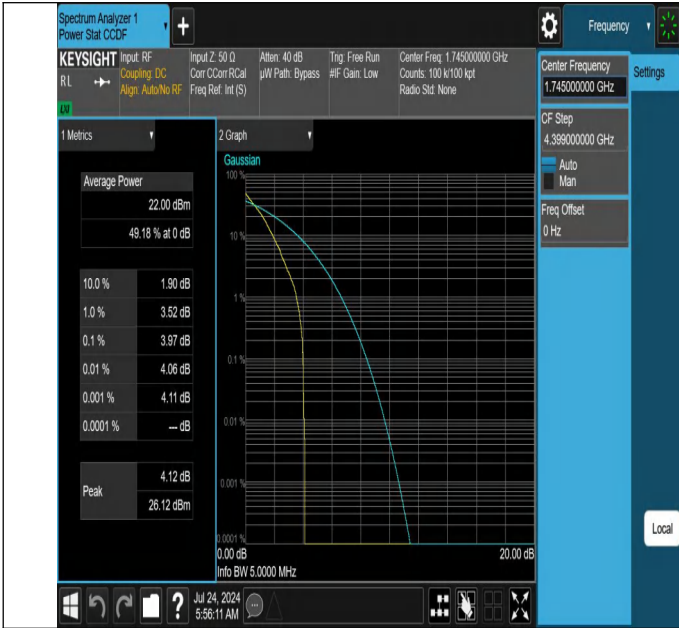 Spectrum Analyzer 1
Power Stat CCDF
Frequency
KEYSIGHT
RL
LXI
Input: RF
Coupling: DC
Align: Auto/No RF
Input Z: 50 Ω
Corr CCorr RCal
Freq Ref: Int (S)
Atten: 40 dB
µW Path: Bypass
Trig: Free Run
#IF Gain: Low
Center Freq: 1.745000000 GHz
Counts: 100 k/100 kpt
Radio Std: None
Center Frequency
1.745000000 GHz
Settings
CF Step
4.399000000 GHz
Auto
Man
Freq Offset
0 Hz
1 Metrics
Average Power
22.00 dBm
49.18 % at 0 dB
10.0 % 1.90 dB
1.0 % 3.52 dB
0.1 % 3.97 dB
0.01 % 4.06 dB
0.001 % 4.11 dB
0.0001 % --- dB
Peak
4.12 dB
26.12 dBm
2 Graph
Gaussian
100 %
10 %
1 %
0.1 %
0.01 %
0.001 %
0.0001 %
0.00 dB 20.00 dB
Info BW 5.0000 MHz
Local
?
Jul 24, 2024
5:56:11 AM